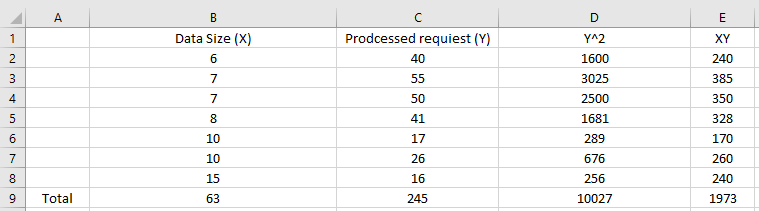 A B C D E
1 Data Size (X) Prodcessed requiest (Y) Y^2 XY
2 6 40 1600 240
3 7 55 3025 385
4 7 50 2500 350
5 8 41 1681 328
6 10 17 289 170
7 10 26 676 260
8 15 16 256 240
9 Total 63 245 10027 1973